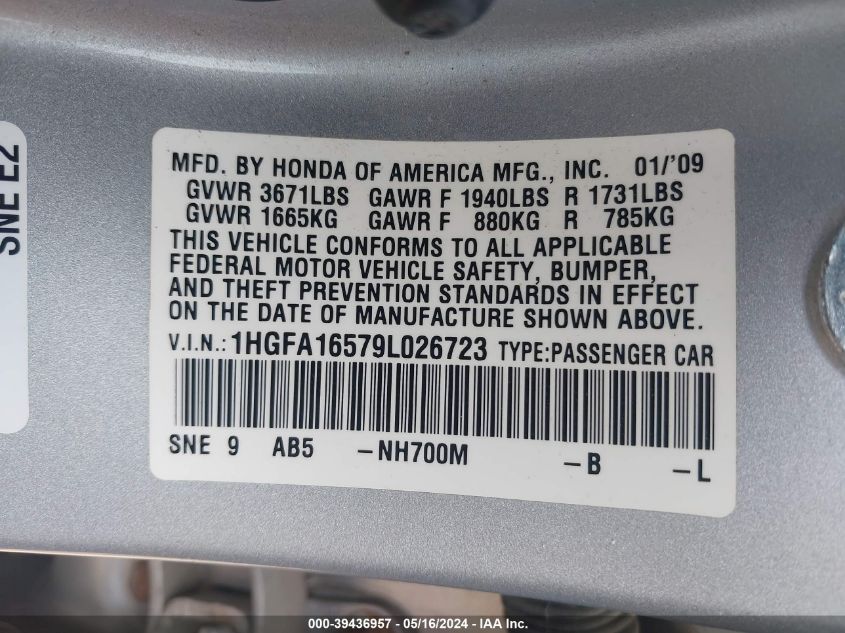 SNE E2
MFD. BY HONDA OF AMERICA MFG., INC. 01/'09
GVWR 3671LBS GAWR F 1940LBS R 1731LBS
GVWR 1665KG GAWR F 880KG R 785KG
THIS VEHICLE CONFORMS TO ALL APPLICABLE
FEDERAL MOTOR VEHICLE SAFETY, BUMPER,
AND THEFT PREVENTION STANDARDS IN EFFECT
ON THE DATE OF MANUFACTURE SHOWN ABOVE.
V.I.N.: 1HGFA16579L026723 TYPE:PASSENGER CAR
SNE 9 AB5 -NH700M -B -L
000-39436957 - 05/16/2024 - IAAI Inc.